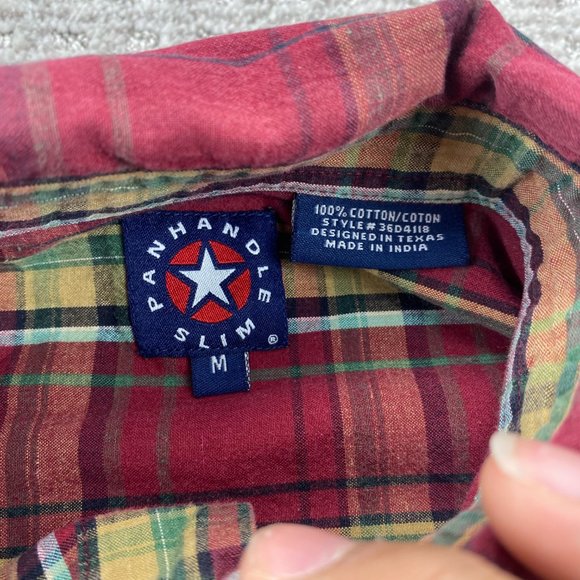 PANHANDLE
SLIM®
M
100% COTTON/COTON
STYLE# 36D4118
DESIGNED IN TEXAS
MADE IN INDIA